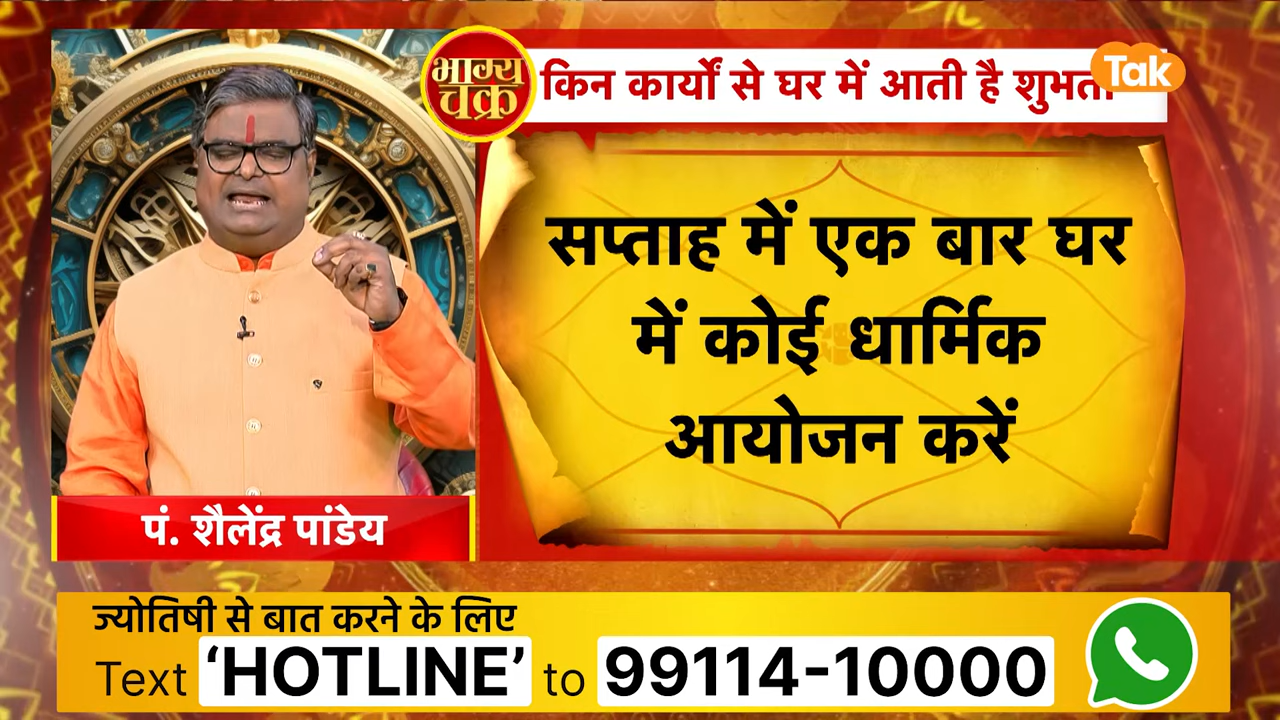 भाग्य
चक्र
किन कार्यों से घर में आती है शुभता
Tak
सप्ताह में एक बार घर
में कोई धार्मिक
आयोजन करें
पं. शैलेंद्र पांडेय
ज्योतिषी से बात करने के लिए
Text ‘HOTLINE’ to 99114-10000